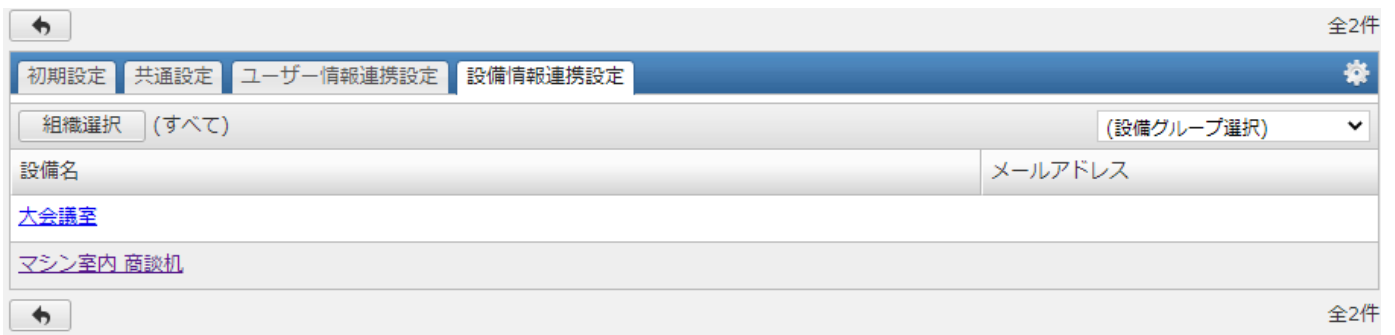 全2件
初期設定 共通設定 ユーザー情報連携設定 設備情報連携設定
組織選択 (すべて) (設備グループ選択)
設備名 メールアドレス
大会議室
マシン室内 商談机
全2件